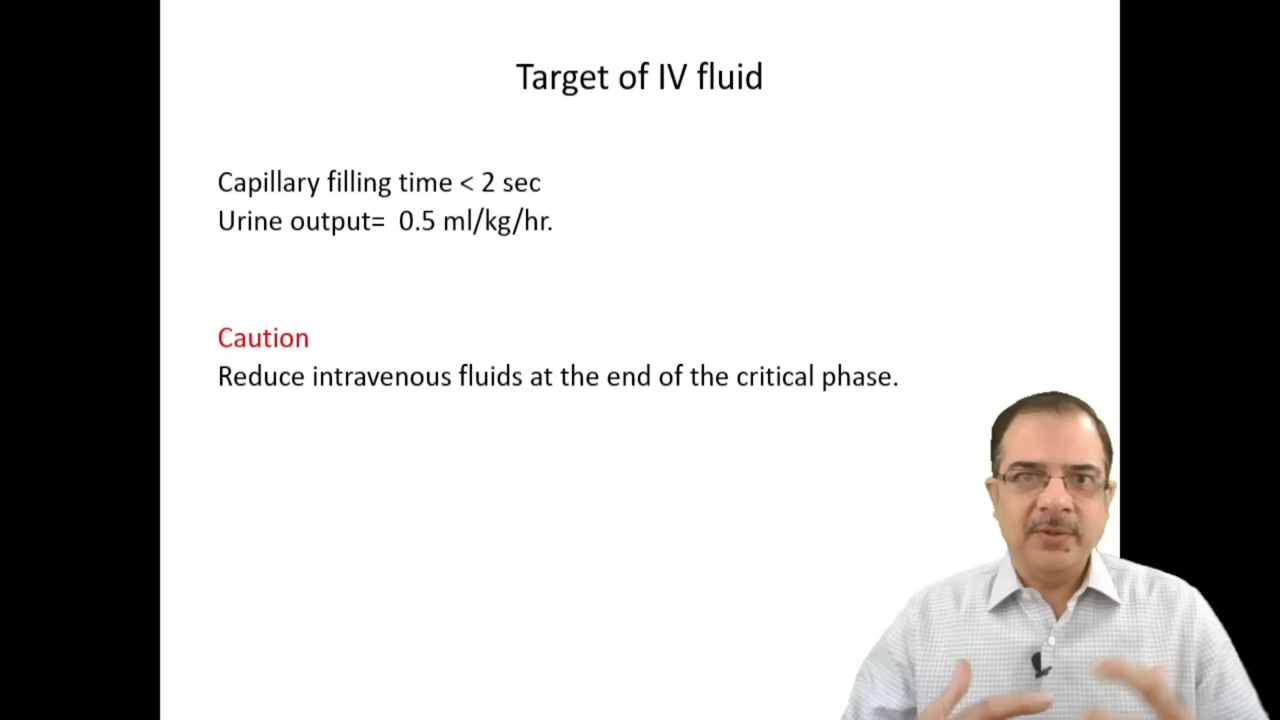 Target of IV fluid
Capillary filling time < 2 sec
Urine output=  0.5 ml/kg/hr.
Caution
Reduce intravenous fluids at the end of the critical phase.